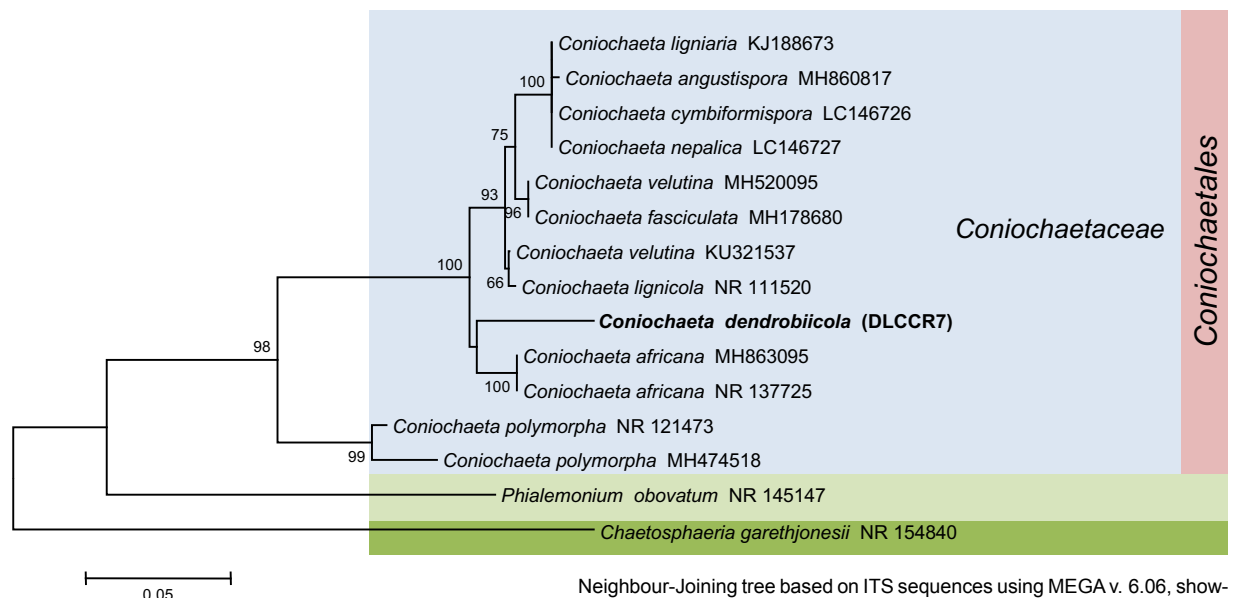 Coniochaeta ligniaria KJ188673
100
Coniochaeta angustispora MH860817
Coniochaeta cymbiformispora LC146726
75
Coniochaeta nepalica LC146727
Coniochaeta velutina MH520095
93
96
Coniochaeta fasciculata MH178680
Coniochaetaceae
Coniochaetales
Coniochaeta velutina KU321537
100
66
Coniochaeta lignicola NR 111520
Coniochaeta dendrobiicola (DLCCR7)
98
Coniochaeta africana MH863095
100
Coniochaeta africana NR 137725
Coniochaeta polymorpha NR 121473
99
Coniochaeta polymorpha MH474518
Phialemonium obovatum NR 145147
Chaetosphaeria garethjonesii NR 154840
0.05
Neighbour-Joining tree based on ITS sequences using MEGA v. 6.06, show-